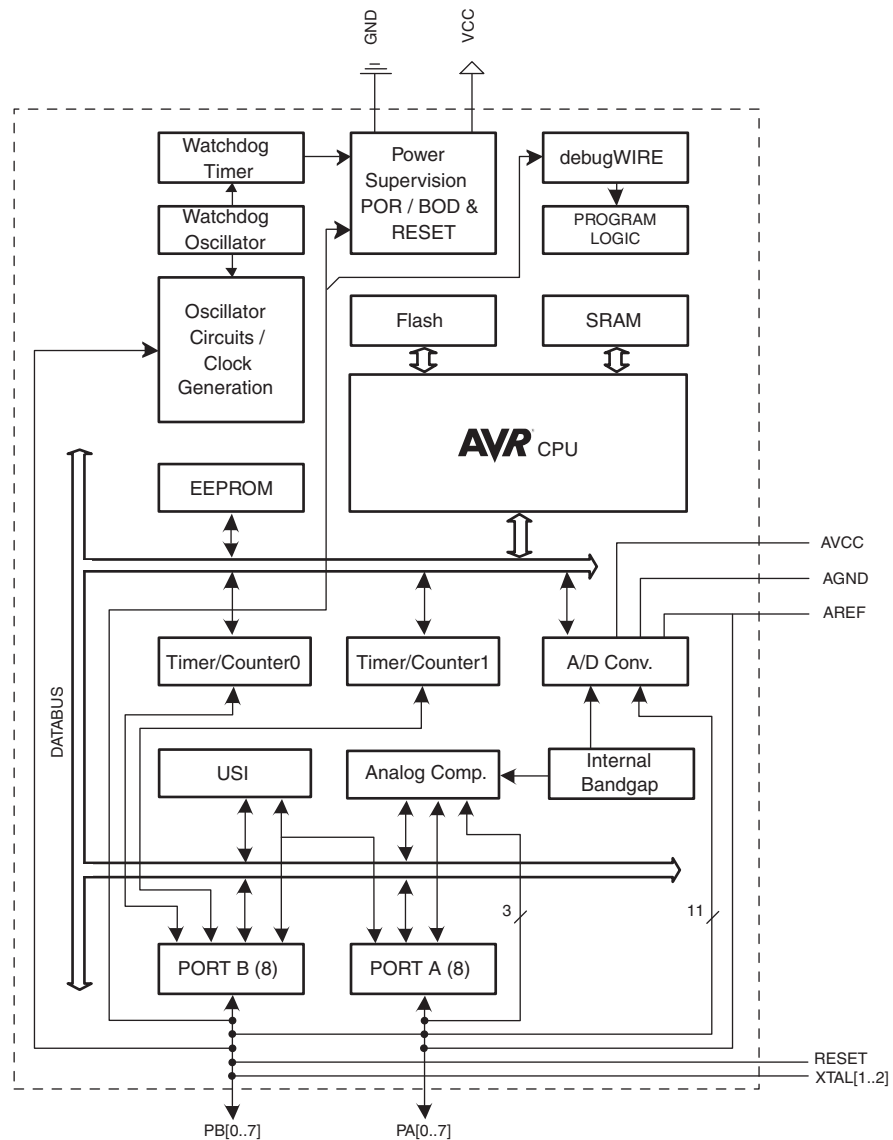 GND
VCC
Watchdog
Timer
Power
Supervision
POR / BOD &
RESET
debugWIRE
Watchdog
Oscillator
PROGRAM
LOGIC
Oscillator
Circuits /
Clock
Generation
Flash
SRAM
AVR® CPU
EEPROM
AVCC
AGND
AREF
Timer/Counter0
Timer/Counter1
A/D Conv.
DATABUS
USI
Analog Comp.
Internal
Bandgap
3
11
PORT B (8)
PORT A (8)
RESET
XTAL[1..2]
PB[0..7]
PA[0..7]